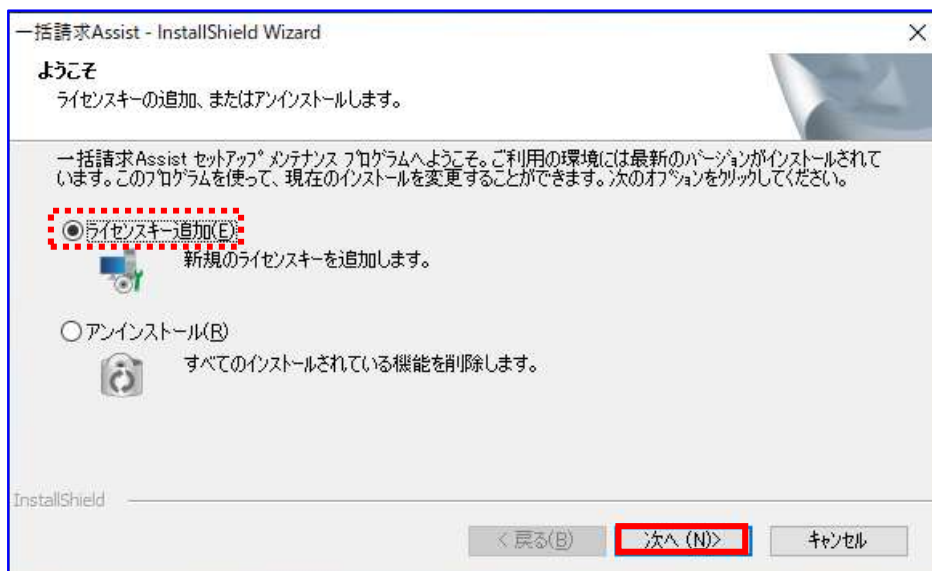 一括請求Assist - InstallShield Wizard
ようこそ
ライセンスキーの追加、またはアンインストールします。
一括請求Assist セットアップ メンテナンス プログラムへようこそ。ご利用の環境には最新のバージョンがインストールされて
います。このプログラムを使って、現在のインストールを変更することができます。次のオプションをクリックしてください。
ライセンスキー追加(E)
新規のライセンスキーを追加します。
アンインストール(R)
すべてのインストールされている機能を削除します。
InstallShield
< 戻る(B) 次へ (N)> キャンセル